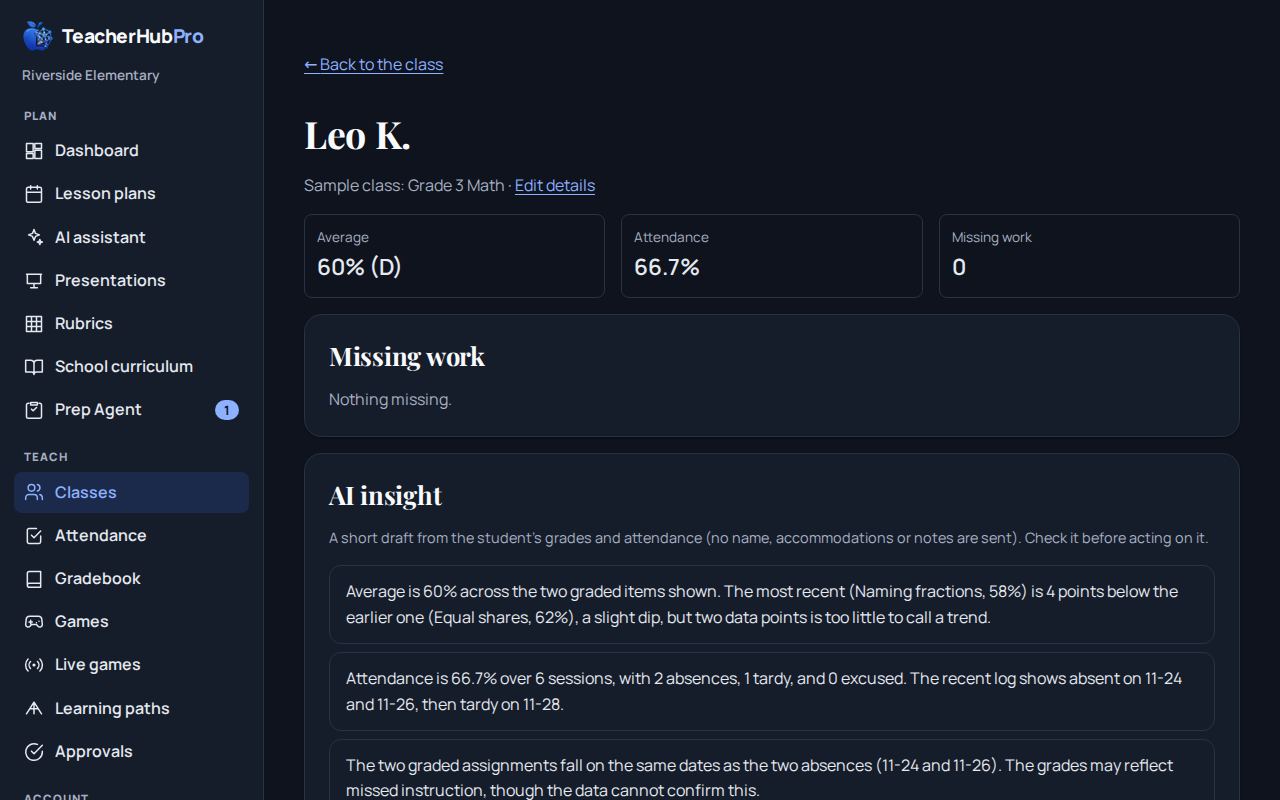 TeacherHubPro
Riverside Elementary
PLAN
Dashboard
Lesson plans
AI assistant
Presentations
Rubrics
School curriculum
Prep Agent
1
TEACH
Classes
Attendance
Gradebook
Games
Live games
Learning paths
Approvals
ACCOUNT
← Back to the class
Leo K.
Sample class: Grade 3 Math · Edit details
Average
60% (D)
Attendance
66.7%
Missing work
0
Missing work
Nothing missing.
AI insight
A short draft from the student's grades and attendance (no name, accommodations or notes are sent). Check it before acting on it.
Average is 60% across the two graded items shown. The most recent (Naming fractions, 58%) is 4 points below the
earlier one (Equal shares, 62%), a slight dip, but two data points is too little to call a trend.
Attendance is 66.7% over 6 sessions, with 2 absences, 1 tardy, and 0 excused. The recent log shows absent on 11-24
and 11-26, then tardy on 11-28.
The two graded assignments fall on the same dates as the two absences (11-24 and 11-26). The grades may reflect
missed instruction, though the data cannot confirm this.